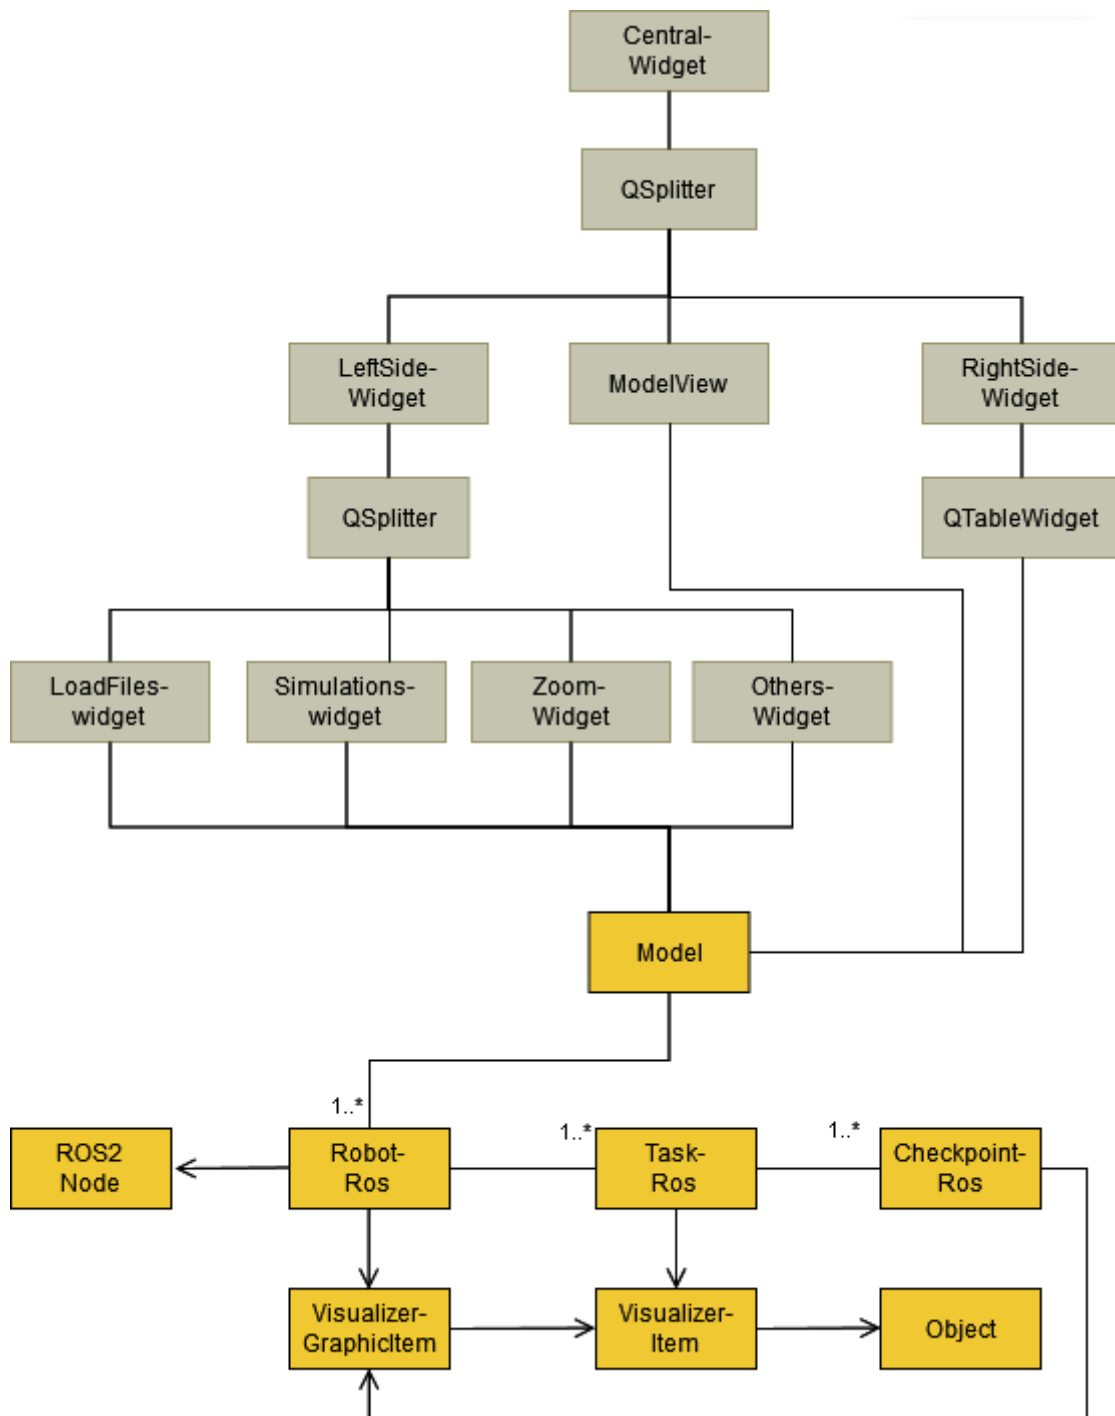 Central-
Widget
QSplitter
LeftSide-
Widget
ModelView
RightSide-
Widget
QSplitter
QTableWidget
LoadFiles-
widget
Simulations-
widget
Zoom-
Widget
Others-
Widget
Model
1..*
1..*
1..*
ROS2
Node
Robot-
Ros
Task-
Ros
Checkpoint-
Ros
Visualizer-
GraphicItem
Visualizer-
Item
Object